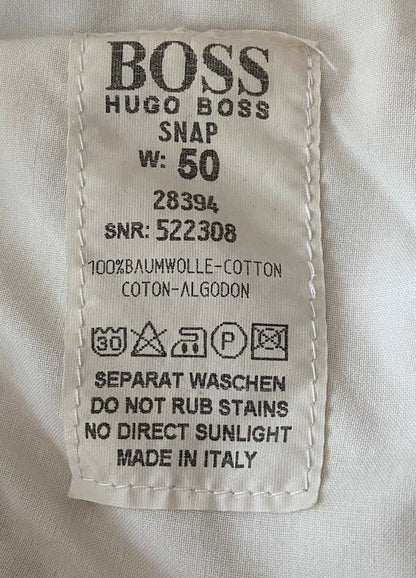 BOSS
HUGO BOSS
SNAP
W: 50
28394
SNR: 522308
100%BAUMWOLLE-COTTON
COTON-ALGODON
30 P
SEPARAT WASCHEN
DO NOT RUB STAINS
NO DIRECT SUNLIGHT
MADE IN ITALY